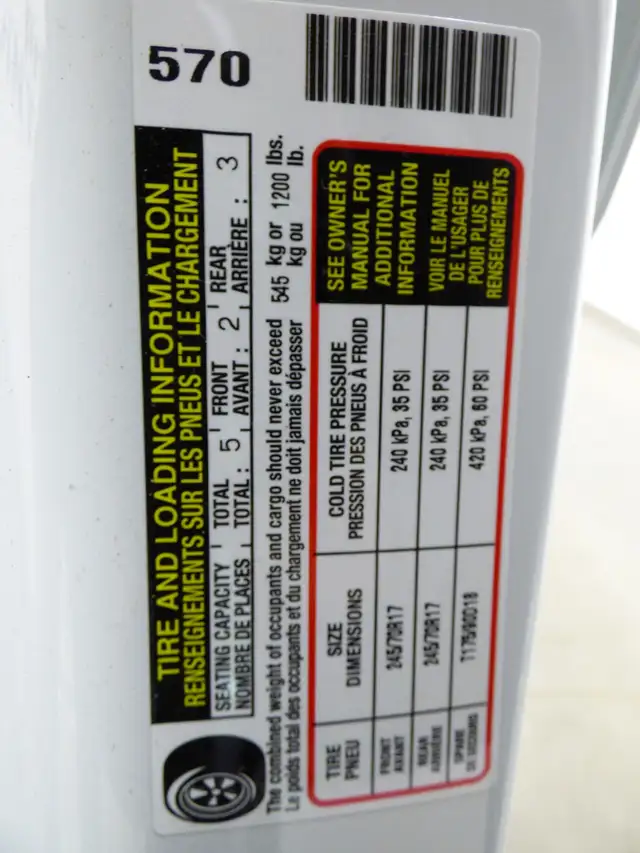 570
TIRE AND LOADING INFORMATION
RENSEIGNEMENTS SUR LES PNEUS ET LE CHARGEMENT
SEATING CAPACITY TOTAL 5 FRONT 2 REAR 3
NOMBRE DE PLACES TOTAL : AVANT : ARRIÈRE :
The combined weight of occupants and cargo should never exceed 545 kg or 1200 lbs.
Le poids total des occupants et du chargement ne doit jamais dépasser kg ou lb.
TIRE SIZE COLD TIRE PRESSURE
PNEU DIMENSIONS PRESSION DES PNEUS À FROID
FRONT 245/70R17 240 kPa, 35 PSI
AVANT
REAR 245/70R17 240 kPa, 35 PSI
ARRIÈRE
SPARE T175/90D18 420 kPa, 60 PSI
DE SECOURS
SEE OWNER'S
MANUAL FOR
ADDITIONAL
INFORMATION
VOIR LE MANUEL
DE L'USAGER
POUR PLUS DE
RENSEIGNEMENTS